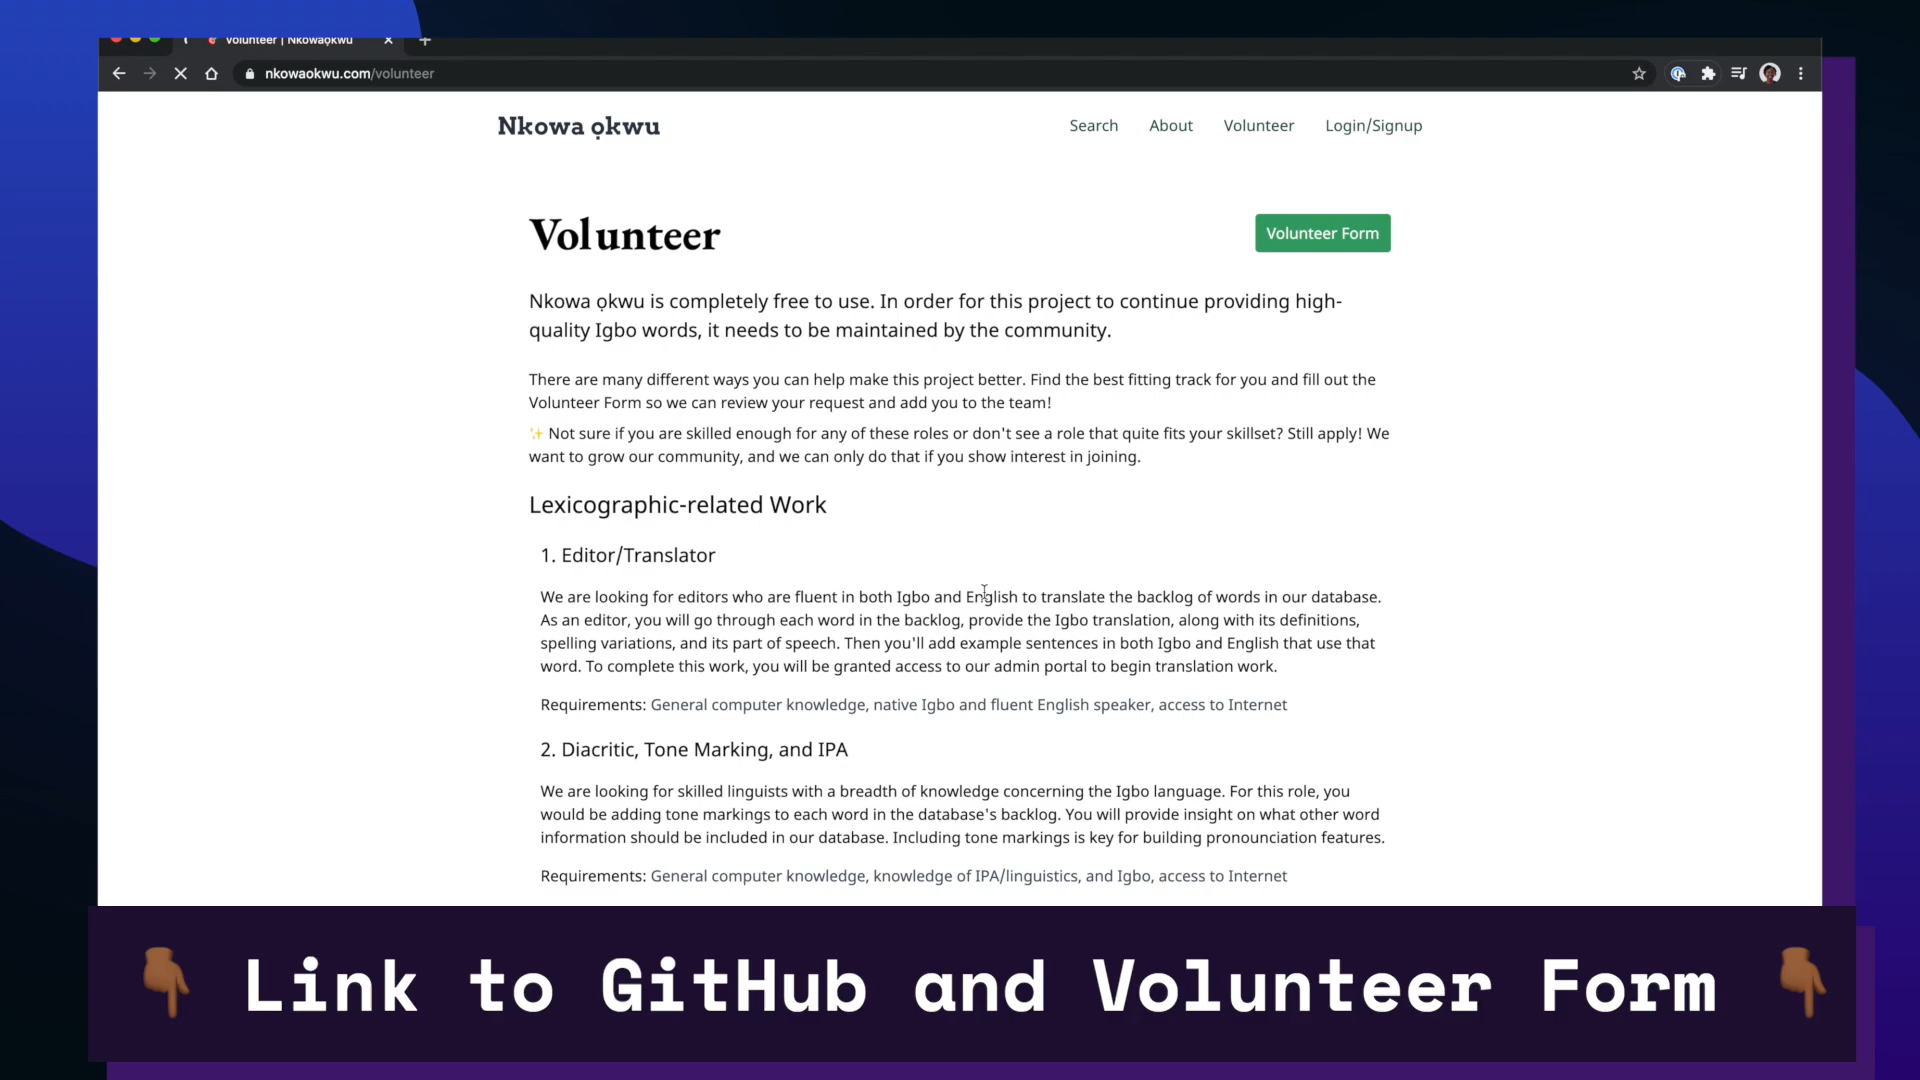 Volunteer | Nkowaọkwu
nkowaokwu.com/volunteer
Nkowa ọkwu
Search
About
Volunteer
Login/Signup
Volunteer
Volunteer Form
Nkowa ọkwu is completely free to use. In order for this project to continue providing high-
quality Igbo words, it needs to be maintained by the community.
There are many different ways you can help make this project better. Find the best fitting track for you and fill out the
Volunteer Form so we can review your request and add you to the team!
✨ Not sure if you are skilled enough for any of these roles or don't see a role that quite fits your skillset? Still apply! We
want to grow our community, and we can only do that if you show interest in joining.
Lexicographic-related Work
1. Editor/Translator
We are looking for editors who are fluent in both Igbo and English to translate the backlog of words in our database.
As an editor, you will go through each word in the backlog, provide the Igbo translation, along with its definitions,
spelling variations, and its part of speech. Then you'll add example sentences in both Igbo and English that use that
word. To complete this work, you will be granted access to our admin portal to begin translation work.
Requirements: General computer knowledge, native Igbo and fluent English speaker, access to Internet
2. Diacritic, Tone Marking, and IPA
We are looking for skilled linguists with a breadth of knowledge concerning the Igbo language. For this role, you
would be adding tone markings to each word in the database's backlog. You will provide insight on what other word
information should be included in our database. Including tone markings is key for building pronounciation features.
Requirements: General computer knowledge, knowledge of IPA/linguistics, and Igbo, access to Internet
👇🏾 Link to GitHub and Volunteer Form 👇🏾